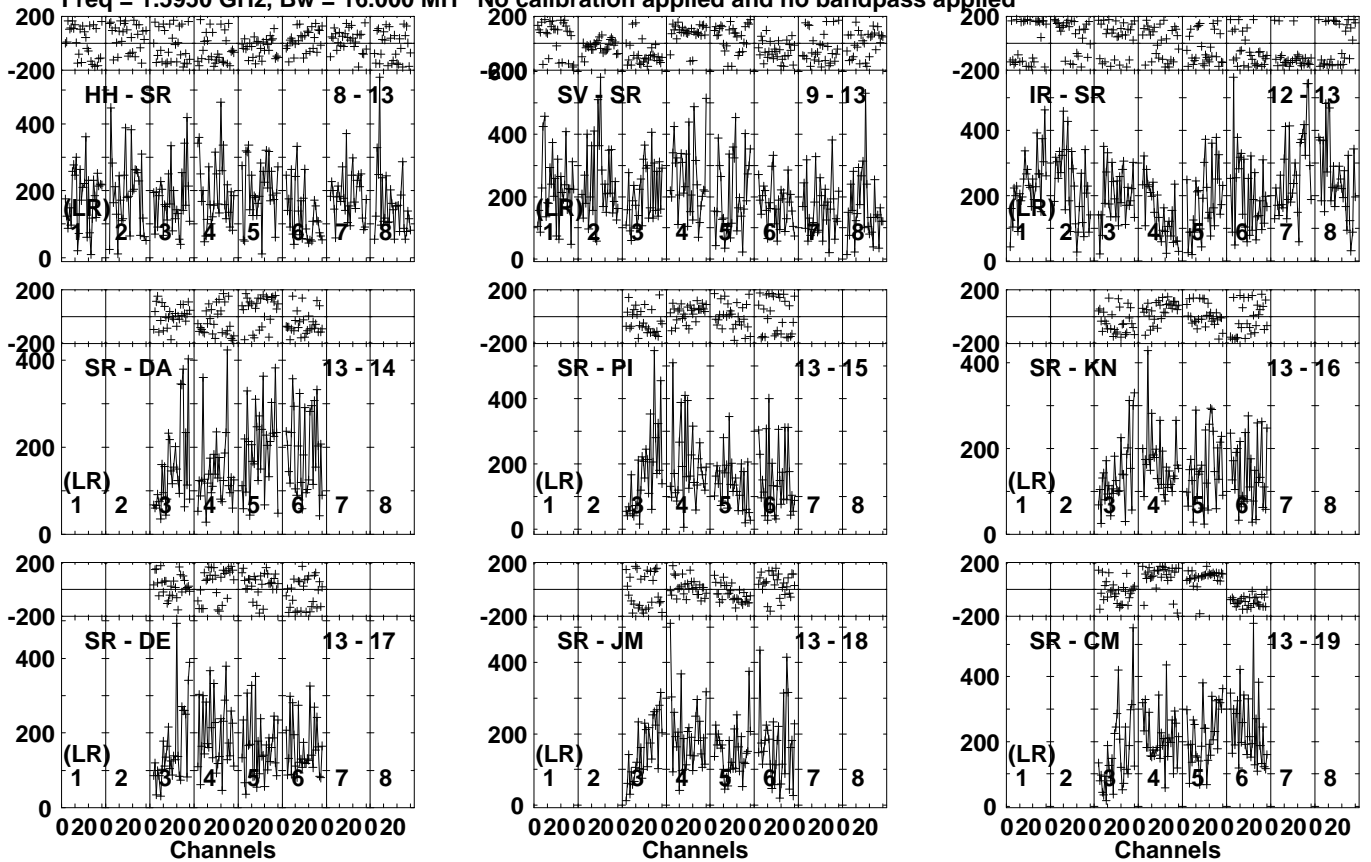 Freq = 1.5950 GHz, Bw = 16.000 MH No calibration applied and no bandpass applied
200 200 200
-200 -200 -200
HH - SR 8 - 13 SV - SR 9 - 13 IR - SR 12 - 13
400 400 400
200 200 200
(LR) (LR) (LR)
1 2 3 4 5 6 7 8 1 2 3 4 5 6 7 8 1 2 3 4 5 6 7 8
0 0 0
200 200 200
-200 -200 -200
400 400
SR - DA 13 - 14 SR - PI 13 - 15 SR - KN 13 - 16
400
200 200 200
(LR) (LR) (LR)
1 2 3 4 5 6 7 8 1 2 3 4 5 6 7 8 1 2 3 4 5 6 7 8
0 0 0
200 200 200
-200 -200 -200
SR - DE 13 - 17 SR - JM 13 - 18 SR - CM 13 - 19
400 400 400
200 200 200
(LR) (LR) (LR)
1 2 3 4 5 6 7 8 1 2 3 4 5 6 7 8 1 2 3 4 5 6 7 8
0 0 0
0 20 0 20 0 20 0 20 0 20 0 20 0 20 0 20 0 20 0 20 0 20 0 20 0 20 0 20 0 20 0 20 0 20 0 20 0 20 0 20 0 20 0 20 0 20 0 20
Channels Channels Channels